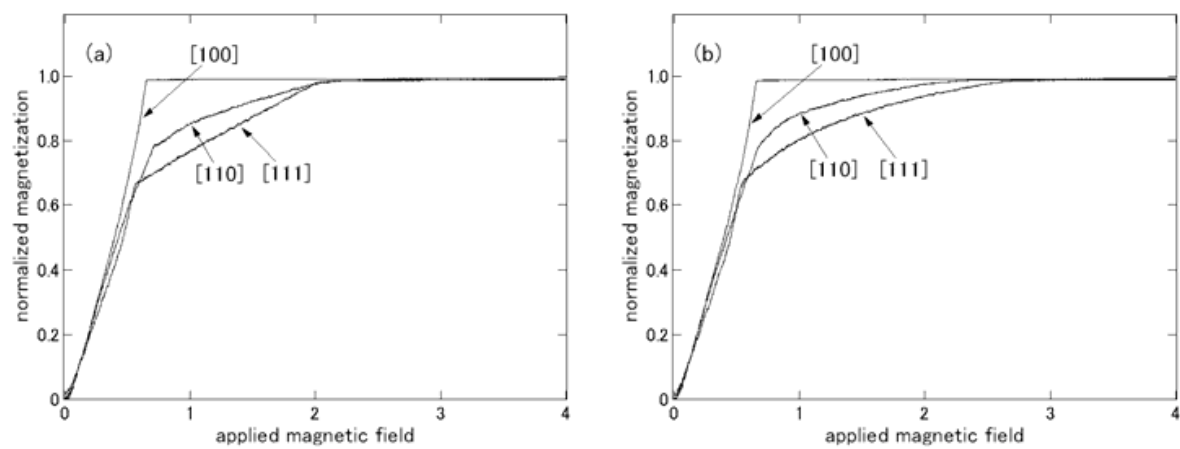 (a)
[100]
1.0
0.8
[110] [111]
0.6
0.4
0.2
0
0 1 2 3 4
normalized magnetization
applied magnetic field
(b)
[100]
1.0
0.8
[110] [111]
0.6
0.4
0.2
0
0 1 2 3 4
normalized magnetization
applied magnetic field